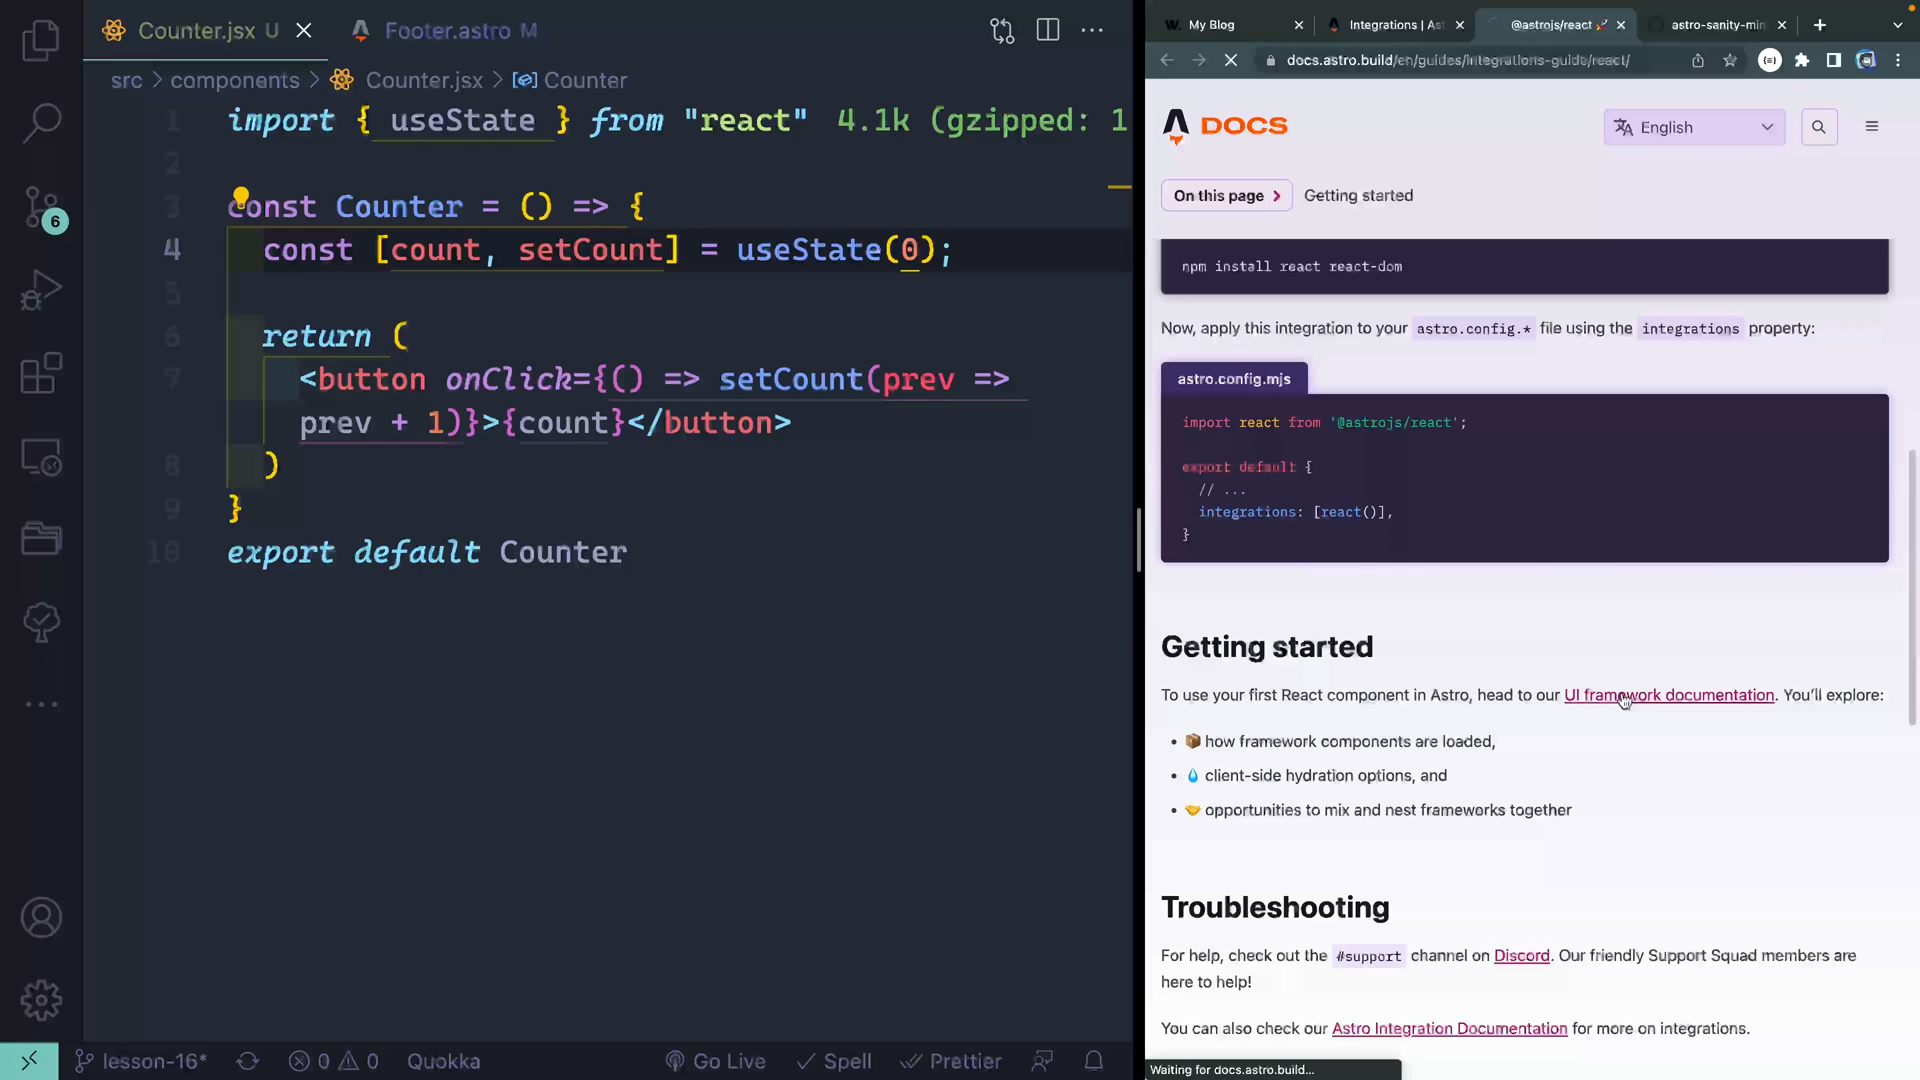 Counter.jsx U
Footer.astro M
src > components > Counter.jsx > Counter
1 import { useState } from "react" 4.1k (gzipped: 1
2
3 const Counter = () => {
4 const [count, setCount] = useState(0);
5
6 return (
7 <button onClick={() => setCount(prev =>
prev + 1)}>{count}</button>
8 )
9 }
10 export default Counter
6
lesson-16*
0
0
Quokka
Go Live
Spell
Prettier
My Blog
Integrations | Ast
@astrojs/react
astro-sanity-min
docs.astro.build/en/guides/integrations-guide/react/
DOCS
English
On this page
Getting started
npm install react react-dom
Now, apply this integration to your astro.config.* file using the integrations property:
astro.config.mjs
import react from '@astrojs/react';
export default {
// ...
integrations: [react()],
}
Getting started
To use your first React component in Astro, head to our UI framework documentation. You’ll explore:
• 📦 how framework components are loaded,
• 💧 client-side hydration options, and
• 🤝 opportunities to mix and nest frameworks together
Troubleshooting
For help, check out the #support channel on Discord. Our friendly Support Squad members are
here to help!
You can also check our Astro Integration Documentation for more on integrations.
Waiting for docs.astro.build...